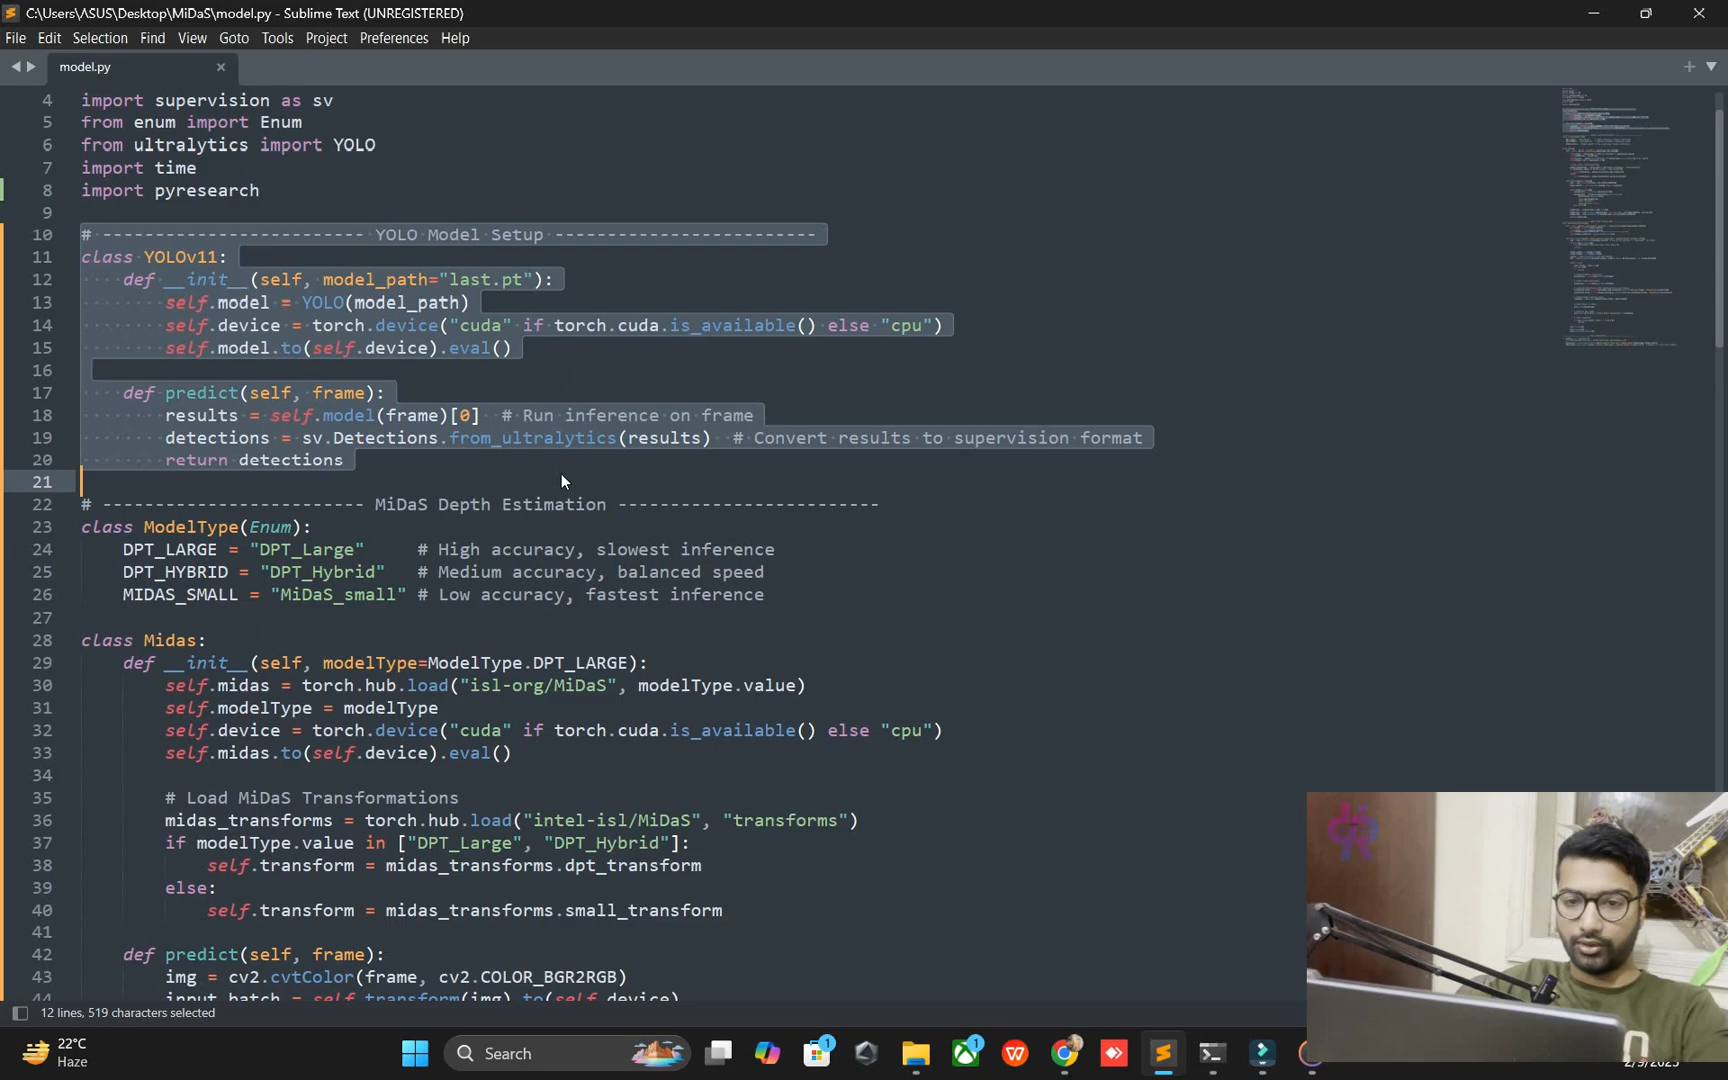 C:\Users\ASUS\Desktop\MiDaS\model.py - Sublime Text (UNREGISTERED)
File Edit Selection Find View Goto Tools Project Preferences Help
model.py
4 import supervision as sv
5 from enum import Enum
6 from ultralytics import YOLO
7 import time
8 import pyresearch
9
10 # ------------------------- YOLO Model Setup -------------------------
11 class YOLOv11:
12     def __init__(self, model_path="last.pt"):
13         self.model = YOLO(model_path)
14         self.device = torch.device("cuda" if torch.cuda.is_available() else "cpu")
15         self.model.to(self.device).eval()
16
17     def predict(self, frame):
18         results = self.model(frame)[0]  # Run inference on frame
19         detections = sv.Detections.from_ultralytics(results)  # Convert results to supervision format
20         return detections
21
22 # ------------------------- MiDaS Depth Estimation -------------------------
23 class ModelType(Enum):
24     DPT_LARGE = "DPT_Large"     # High accuracy, slowest inference
25     DPT_HYBRID = "DPT_Hybrid"   # Medium accuracy, balanced speed
26     MIDAS_SMALL = "MiDaS_small" # Low accuracy, fastest inference
27
28 class Midas:
29     def __init__(self, modelType=ModelType.DPT_LARGE):
30         self.midas = torch.hub.load("isl-org/MiDaS", modelType.value)
31         self.modelType = modelType
32         self.device = torch.device("cuda" if torch.cuda.is_available() else "cpu")
33         self.midas.to(self.device).eval()
34
35         # Load MiDaS Transformations
36         midas_transforms = torch.hub.load("intel-isl/MiDaS", "transforms")
37         if modelType.value in ["DPT_Large", "DPT_Hybrid"]:
38             self.transform = midas_transforms.dpt_transform
39         else:
40             self.transform = midas_transforms.small_transform
41
42     def predict(self, frame):
43         img = cv2.cvtColor(frame, cv2.COLOR_BGR2RGB)
44         input_batch = self.transform(img).to(self.device)
12 lines, 519 characters selected
22°C
Haze
Search
1
1